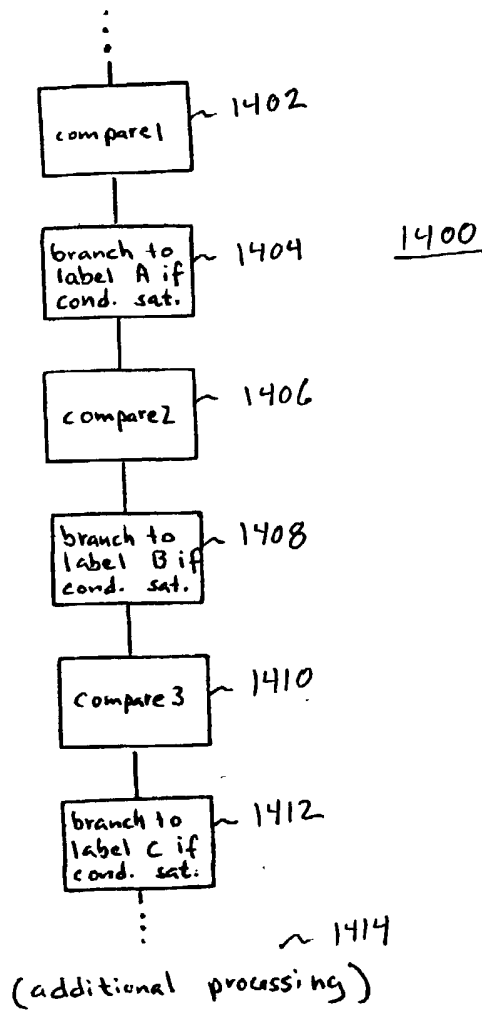 compare1
1402
branch to
label A if
cond. sat.
1404
1400
compare2
1406
branch to
label B if
cond. sat.
1408
compare3
1410
branch to
label C if
cond. sat.
1412
1414
(additional processing)